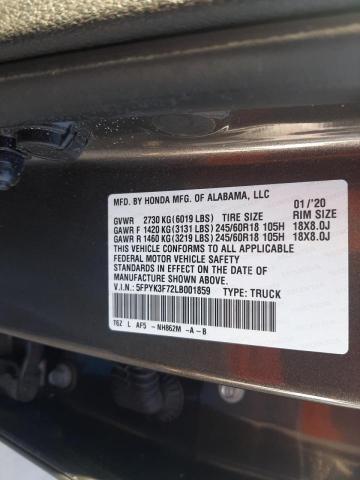 MFD. BY HONDA MFG. OF ALABAMA, LLC 01/'20
GVWR 2730 KG (6019 LBS) TIRE SIZE RIM SIZE
GAWR F 1420 KG (3131 LBS) 245/60R18 105H 18X8.0J
GAWR R 1460 KG (3219 LBS) 245/60R18 105H 18X8.0J
THIS VEHICLE CONFORMS TO ALL APPLICABLE
FEDERAL MOTOR VEHICLE SAFETY
STANDARDS IN EFFECT ON THE DATE OF
MANUFACTURE SHOWN ABOVE.
V.I.N.: 5FPYK3F72LB001859 TYPE: TRUCK
T6Z L AF5 -NH862M -A -B